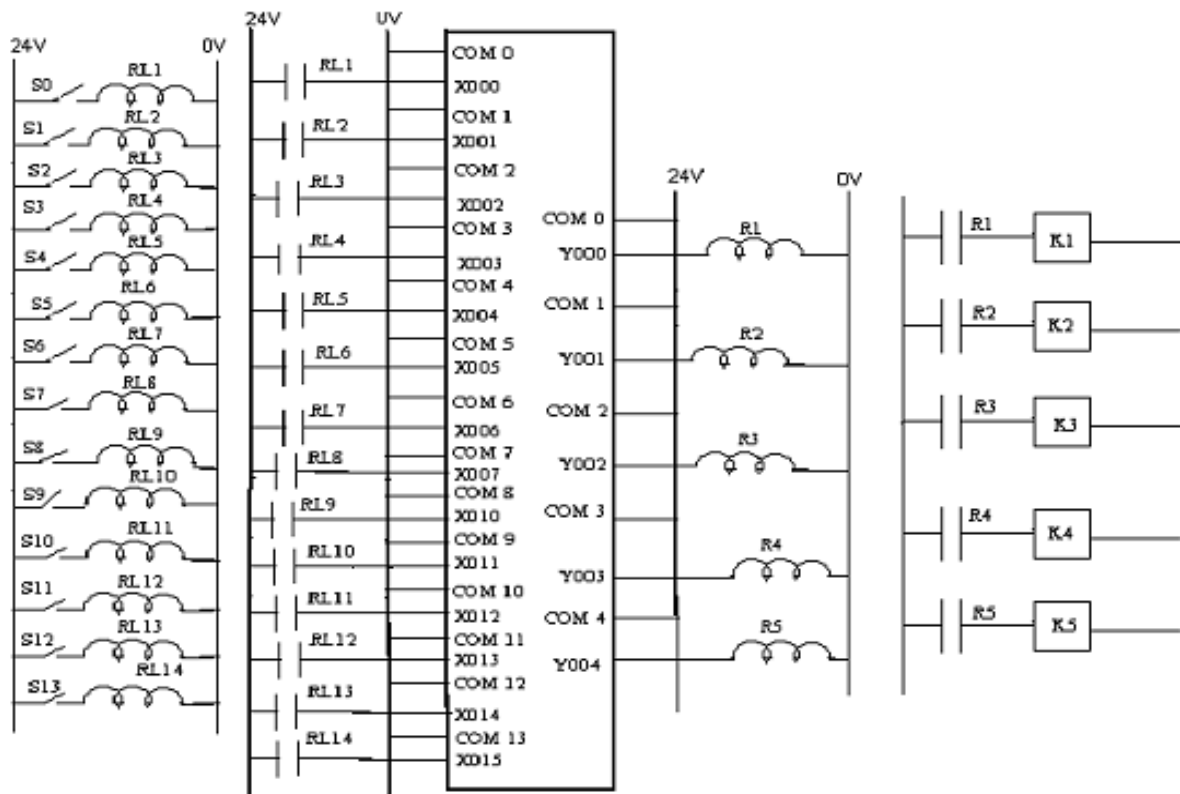 24V 0V
S0 RL1
S1 RL2
S2 RL3
S3 RL4
S4 RL5
S5 RL6
S6 RL7
S7 RL8
S8 RL9
S9 RL10
S10 RL11
S11 RL12
S12 RL13
S13 RL14
24V 0V
RL1
RL2
RL3
RL4
RL5
RL6
RL7
RL8
RL9
RL10
RL11
RL12
RL13
RL14
COM 0
X000
COM 1
X001
COM 2
X002
COM 3
X003
COM 4
X004
COM 5
X005
COM 6
X006
COM 7
X007
COM 8
X010
COM 9
X011
COM 10
X012
COM 11
X013
COM 12
X014
COM 13
X015
COM 0
Y000
COM 1
Y001
COM 2
Y002
COM 3
Y003
COM 4
Y004
24V 0V
R1
R2
R3
R4
R5
R1 K1
R2 K2
R3 K3
R4 K4
R5 K5